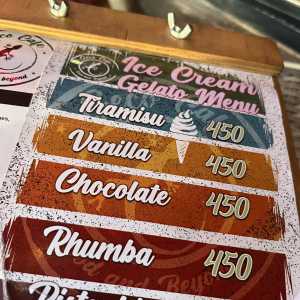 Ice Cream
Gelato Menu
Tiramisu 450
Vanilla 450
Chocolate 450
Rhumba 450